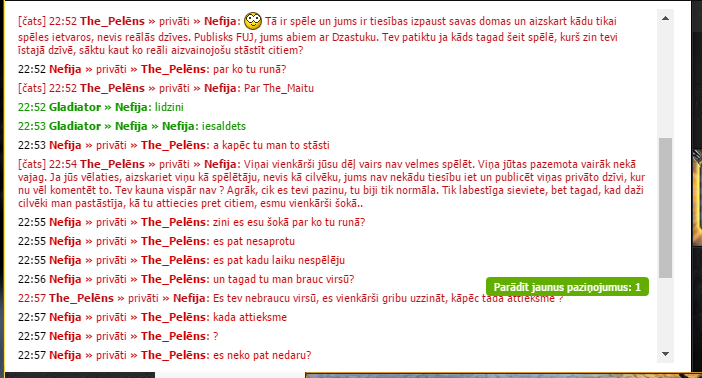 [čats] 22:52 The_Pelēns » privāti » Nefija: Tā ir spēle un jums ir tiesības izpaust savas domas un aizskart kādu tikai
spēles ietvaros, nevis reālās dzīves. Publisks FUJ, jums abiem ar Dzastuku. Tev patiktu ja kāds tagad šeit spēlē, kurš zin tevi
īstajā dzīvē, sāktu kaut ko reāli aizvainojošu stāstīt citiem?
22:52 Nefija » privāti » The_Pelēns: par ko tu runā?
[čats] 22:52 The_Pelēns » privāti » Nefija: Par The_Maitu
22:52 Gladiator » Nefija: lidzini
22:53 Gladiator » Nefija » Nefija: iesaldets
22:53 Nefija » privāti » The_Pelēns: a kapēc tu man to stāsti
[čats] 22:54 The_Pelēns » privāti » Nefija: Viņai vienkārši jūsu dēļ vairs nav velmes spēlēt. Viņa jūtas pazemota vairāk nekā
vajag. Ja jūs vēlaties, aizskariet viņu kā spēlētāju, nevis kā cilvēku, jums nav nekādu tiesību iet un publicēt viņas privāto dzīvi, kur
nu vēl komentēt to. Tev kauna vispār nav ? Agrāk, cik es tevi pazinu, tu biji tik normāla. Tik labestīga sieviete, bet tagad, kad daži
cilvēki man pastāstīja, kā tu attiecies pret citiem, esmu vienkārši šokā..
22:55 Nefija » privāti » The_Pelēns: zini es esu šokā par ko tu runā?
22:55 Nefija » privāti » The_Pelēns: es pat nesaprotu
22:55 Nefija » privāti » The_Pelēns: es pat kadu laiku nespēlēju
22:56 Nefija » privāti » The_Pelēns: un tagad tu man brauc virsū?
Parādīt jaunus paziņojumus: 1
22:57 The_Pelēns » privāti » Nefija: Es tev nebraucu virsū, es vienkārši gribu uzzināt, kāpēc tāda attieksme ?
22:57 Nefija » privāti » The_Pelēns: kada attieksme
22:57 Nefija » privāti » The_Pelēns: ?
22:57 Nefija » privāti » The_Pelēns: es neko pat nedaru?